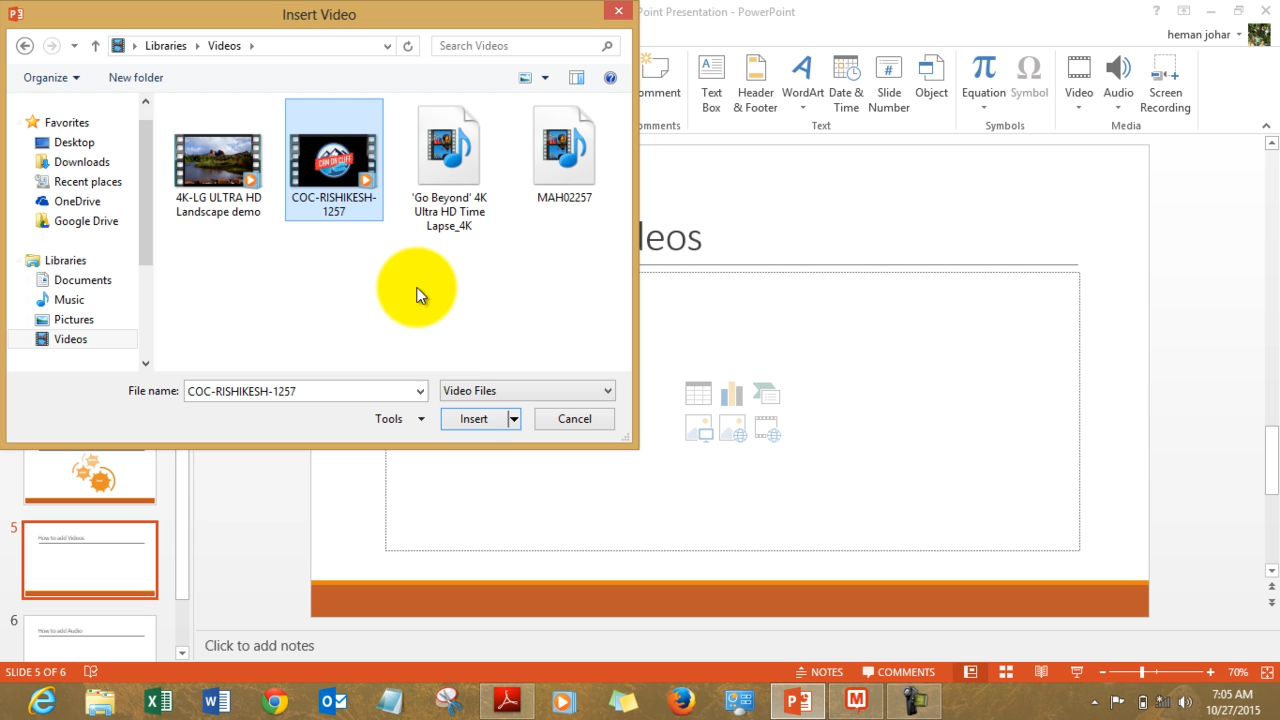 Insert Video
Point Presentation - PowerPoint
heman johar
Libraries
Videos
Search Videos
Organize
New folder
Favorites
Desktop
Downloads
Recent places
OneDrive
Google Drive
Libraries
Documents
Music
Pictures
Videos
4K-LG ULTRA HD
Landscape demo
CAN ON CLIFF
COC-RISHIKESH-
1257
'Go Beyond' 4K
Ultra HD Time
Lapse_4K
MAH02257
File name:
COC-RISHIKESH-1257
Video Files
Tools
Insert
Cancel
omment
Text
Box
Header
& Footer
WordArt
Date &
Time
Slide
Number
Object
Equation
Symbol
Video
Audio
Screen
Recording
omments
Text
Symbols
Media
leos
5
How to add Videos
6
How to add Audio
Click to add notes
SLIDE 5 OF 6
NOTES
COMMENTS
70%
7:05 AM
10/27/2015